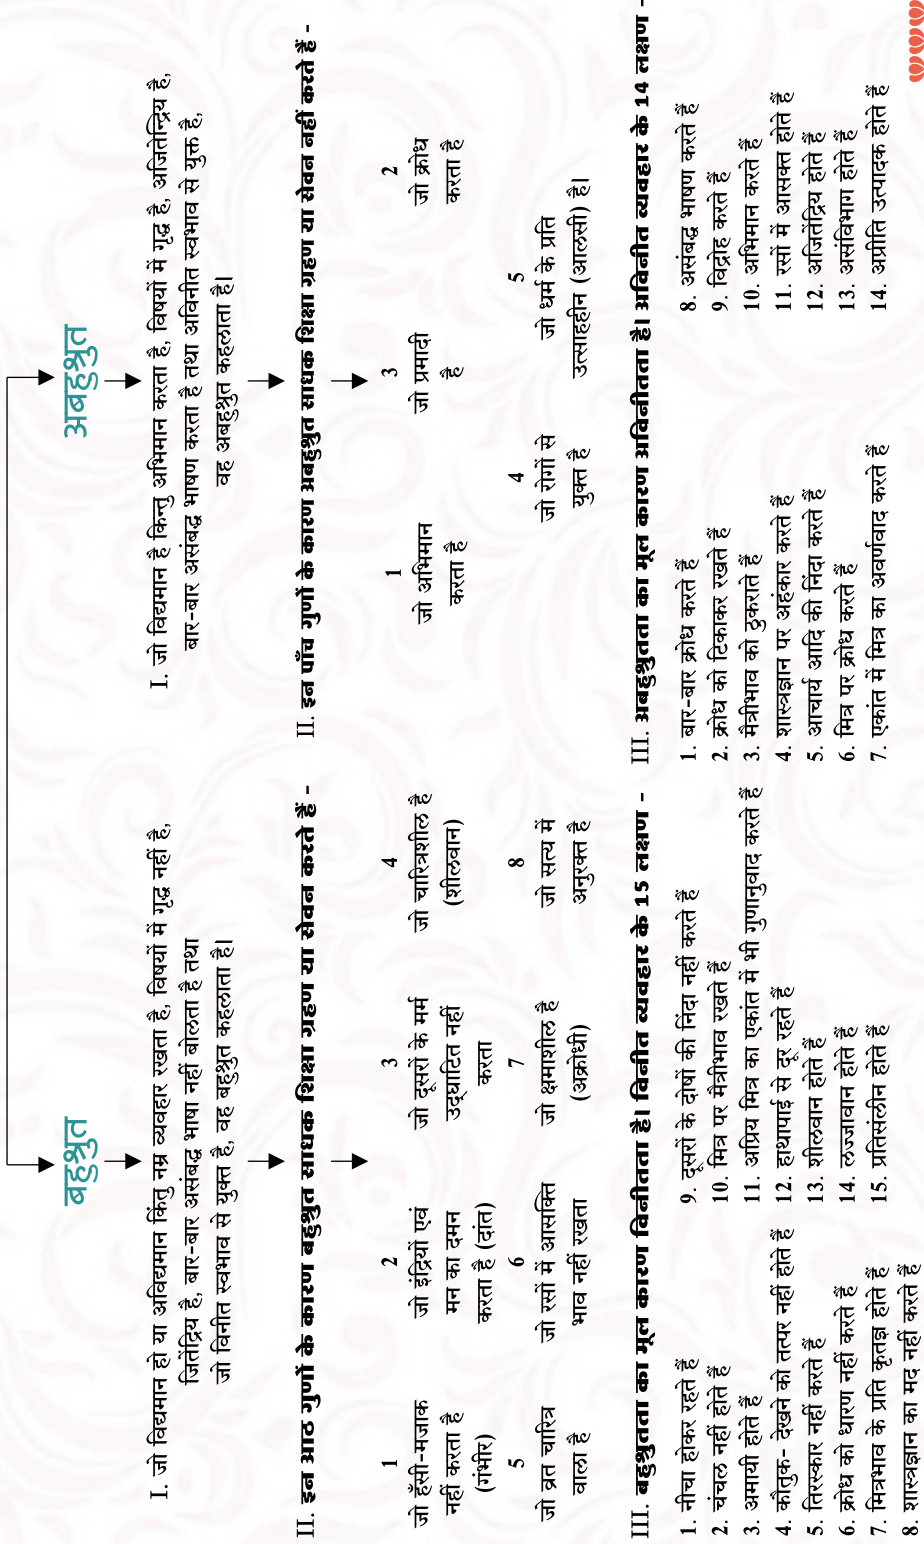 बहुश्रुत
I. जो विद्यमान हो या अविद्यमान किंतु नम्र व्यवहार रखता है, विषयों में गृद्ध नहीं है,
जितेंद्रिय है, बार-बार असंबद्ध भाषा नहीं बोलता है तथा
जो विनीत स्वभाव से युक्त है, वह बहुश्रुत कहलाता है।
II. इन आठ गुणों के कारण बहुश्रुत साधक शिक्षा ग्रहण या सेवन करते हैं -
1
जो हँसी-मजाक
नहीं करता है
(गंभीर)
2
जो इंद्रियों एवं
मन का दमन
करता है (दांत)
3
जो दूसरों के मर्म
उद्घाटित नहीं
करता
4
जो चारित्रशील है
(शीलवान)
5
जो व्रत चारित्र
वाला है
6
जो रसों में आसक्ति
भाव नहीं रखता
7
जो क्षमाशील है
(अक्रोधी)
8
जो सत्य में
अनुरक्त है
III. बहुश्रुतता का मूल कारण विनीतता है। विनीत व्यवहार के 15 लक्षण -
1. नीचा होकर रहते हैं
2. चंचल नहीं होते हैं
3. अमायी होते हैं
4. कौतुक- देखने को तत्पर नहीं होते हैं
5. तिरस्कार नहीं करते हैं
6. क्रोध को धारण नहीं करते हैं
7. मित्रभाव के प्रति कृतज्ञ होते हैं
8. शास्त्रज्ञान का मद नहीं करते हैं
9. दूसरों के दोषों की निंदा नहीं करते हैं
10. मित्र पर मैत्रीभाव रखते हैं
11. अप्रिय मित्र का एकांत में भी गुणानुवाद करते हैं
12. हाथापाई से दूर रहते हैं
13. शीलवान होते हैं
14. लज्जावान होते हैं
15. प्रतिसंलीन होते हैं
अबहुश्रुत
I. जो विद्यमान है किन्तु अभिमान करता है, विषयों में गृद्ध है, अजितेन्द्रिय है,
बार-बार असंबद्ध भाषण करता है तथा अविनीत स्वभाव से युक्त है,
वह अबहुश्रुत कहलाता है।
II. इन पाँच गुणों के कारण अबहुश्रुत साधक शिक्षा ग्रहण या सेवन नहीं करते हैं -
1
जो अभिमान
करता है
3
जो प्रमादी
है
2
जो क्रोध
करता है
4
जो रोगों से
युक्त है
5
जो धर्म के प्रति
उत्साहहीन (आलसी) है।
III. अबहुश्रुतता का मूल कारण अविनीतता है। अविनीत व्यवहार के 14 लक्षण -
1. बार-बार क्रोध करते हैं
2. क्रोध को टिकाकर रखते हैं
3. मैत्रीभाव को ठुकराते हैं
4. शास्त्रज्ञान पर अहंकार करते हैं
5. आचार्य आदि की निंदा करते हैं
6. मित्र पर क्रोध करते हैं
7. एकांत में मित्र का अवर्णवाद करते हैं
8. असंबद्ध भाषण करते हैं
9. विद्रोह करते हैं
10. अभिमान करते हैं
11. रसों में आसक्त होते हैं
12. अजितेंद्रिय होते हैं
13. असंविभाग होते हैं
14. अप्रीति उत्पादक होते हैं